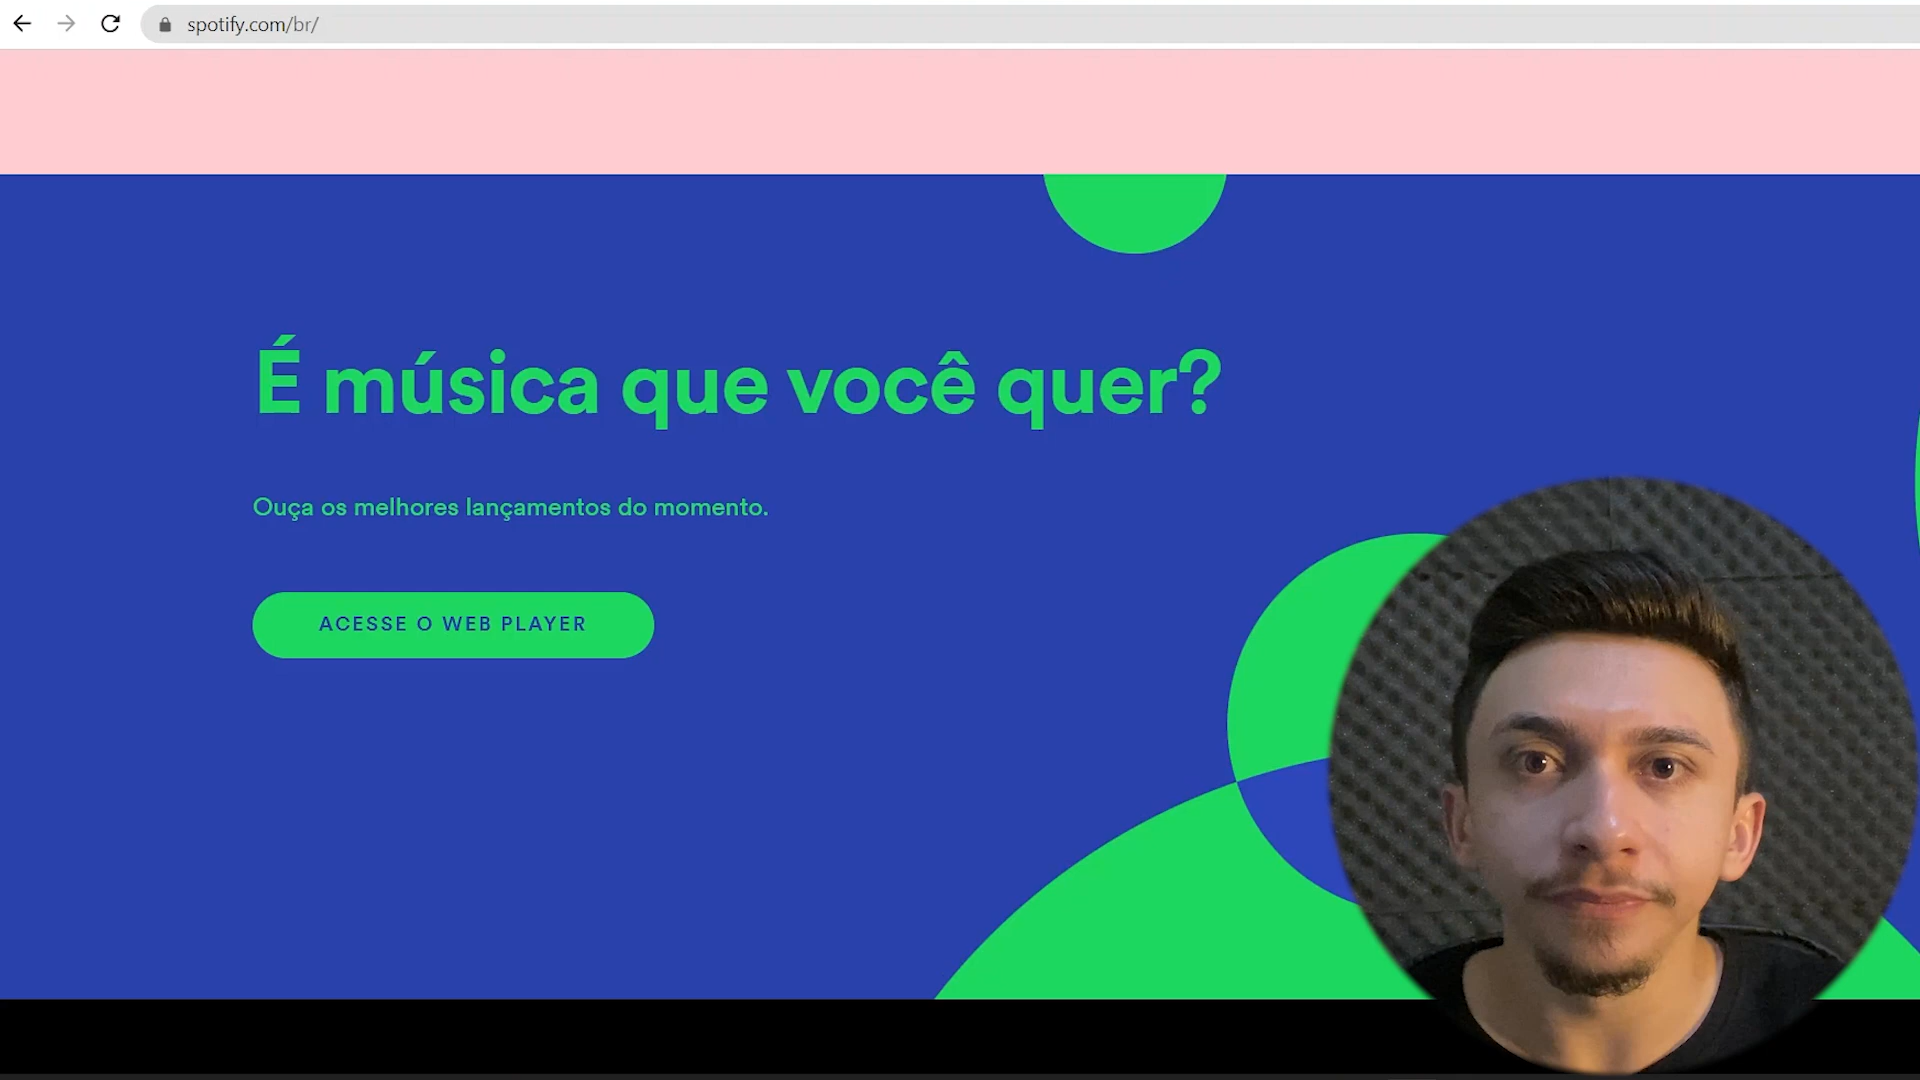 spotify.com/br/
É música que você quer?
Ouça os melhores lançamentos do momento.
ACESSE O WEB PLAYER